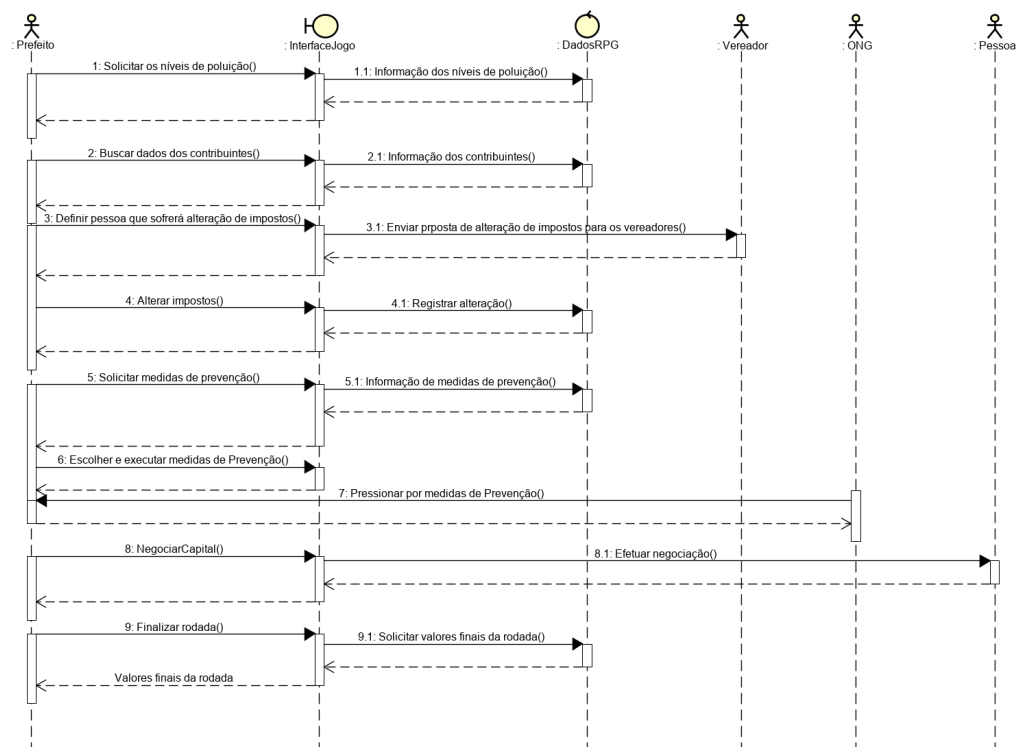 : Prefeito
: InterfaceJogo
: DadosRPG
: Vereador
: ONG
: Pessoa
1: Solicitar os níveis de poluição()
1.1: Informação dos níveis de poluição()
2: Buscar dados dos contribuintes()
2.1: Informação dos contribuintes()
3: Definir pessoa que sofrerá alteração de impostos()
3.1: Enviar prposta de alteração de impostos para os vereadores()
4: Alterar impostos()
4.1: Registrar alteração()
5: Solicitar medidas de prevenção()
5.1: Informação de medidas de prevenção()
6: Escolher e executar medidas de Prevenção()
7: Pressionar por medidas de Prevenção()
8: NegociarCapital()
8.1: Efetuar negociação()
9: Finalizar rodada()
9.1: Solicitar valores finais da rodada()
Valores finais da rodada